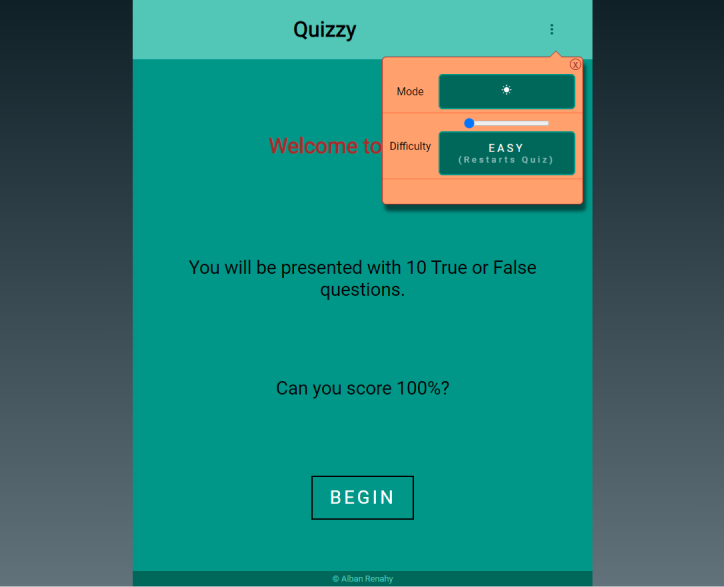 Quizzy
x
Mode
Difficulty
EASY
(Restarts Quiz)
Welcome to
You will be presented with 10 True or False
questions.
Can you score 100%?
BEGIN
© Alban Renahy